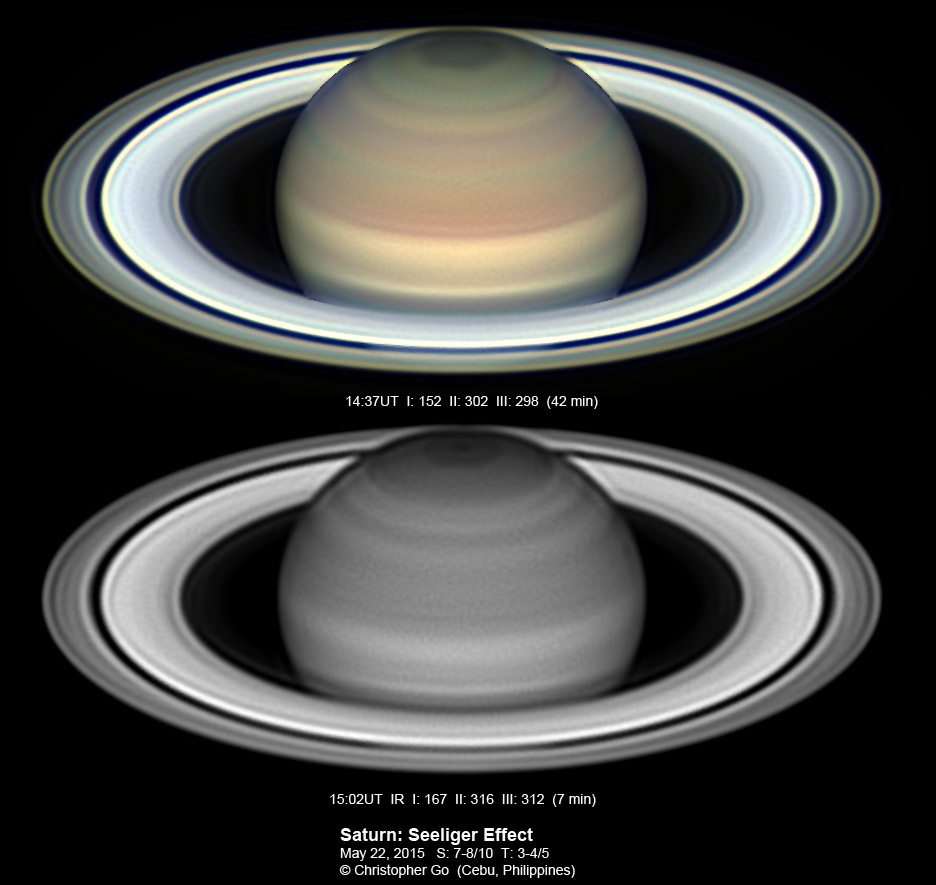 14:37UT  I: 152  II: 302  III: 298  (42 min)
15:02UT  IR  I: 167  II: 316  III: 312  (7 min)
Saturn: Seeliger Effect
May 22, 2015   S: 7-8/10  T: 3-4/5
© Christopher Go  (Cebu, Philippines)